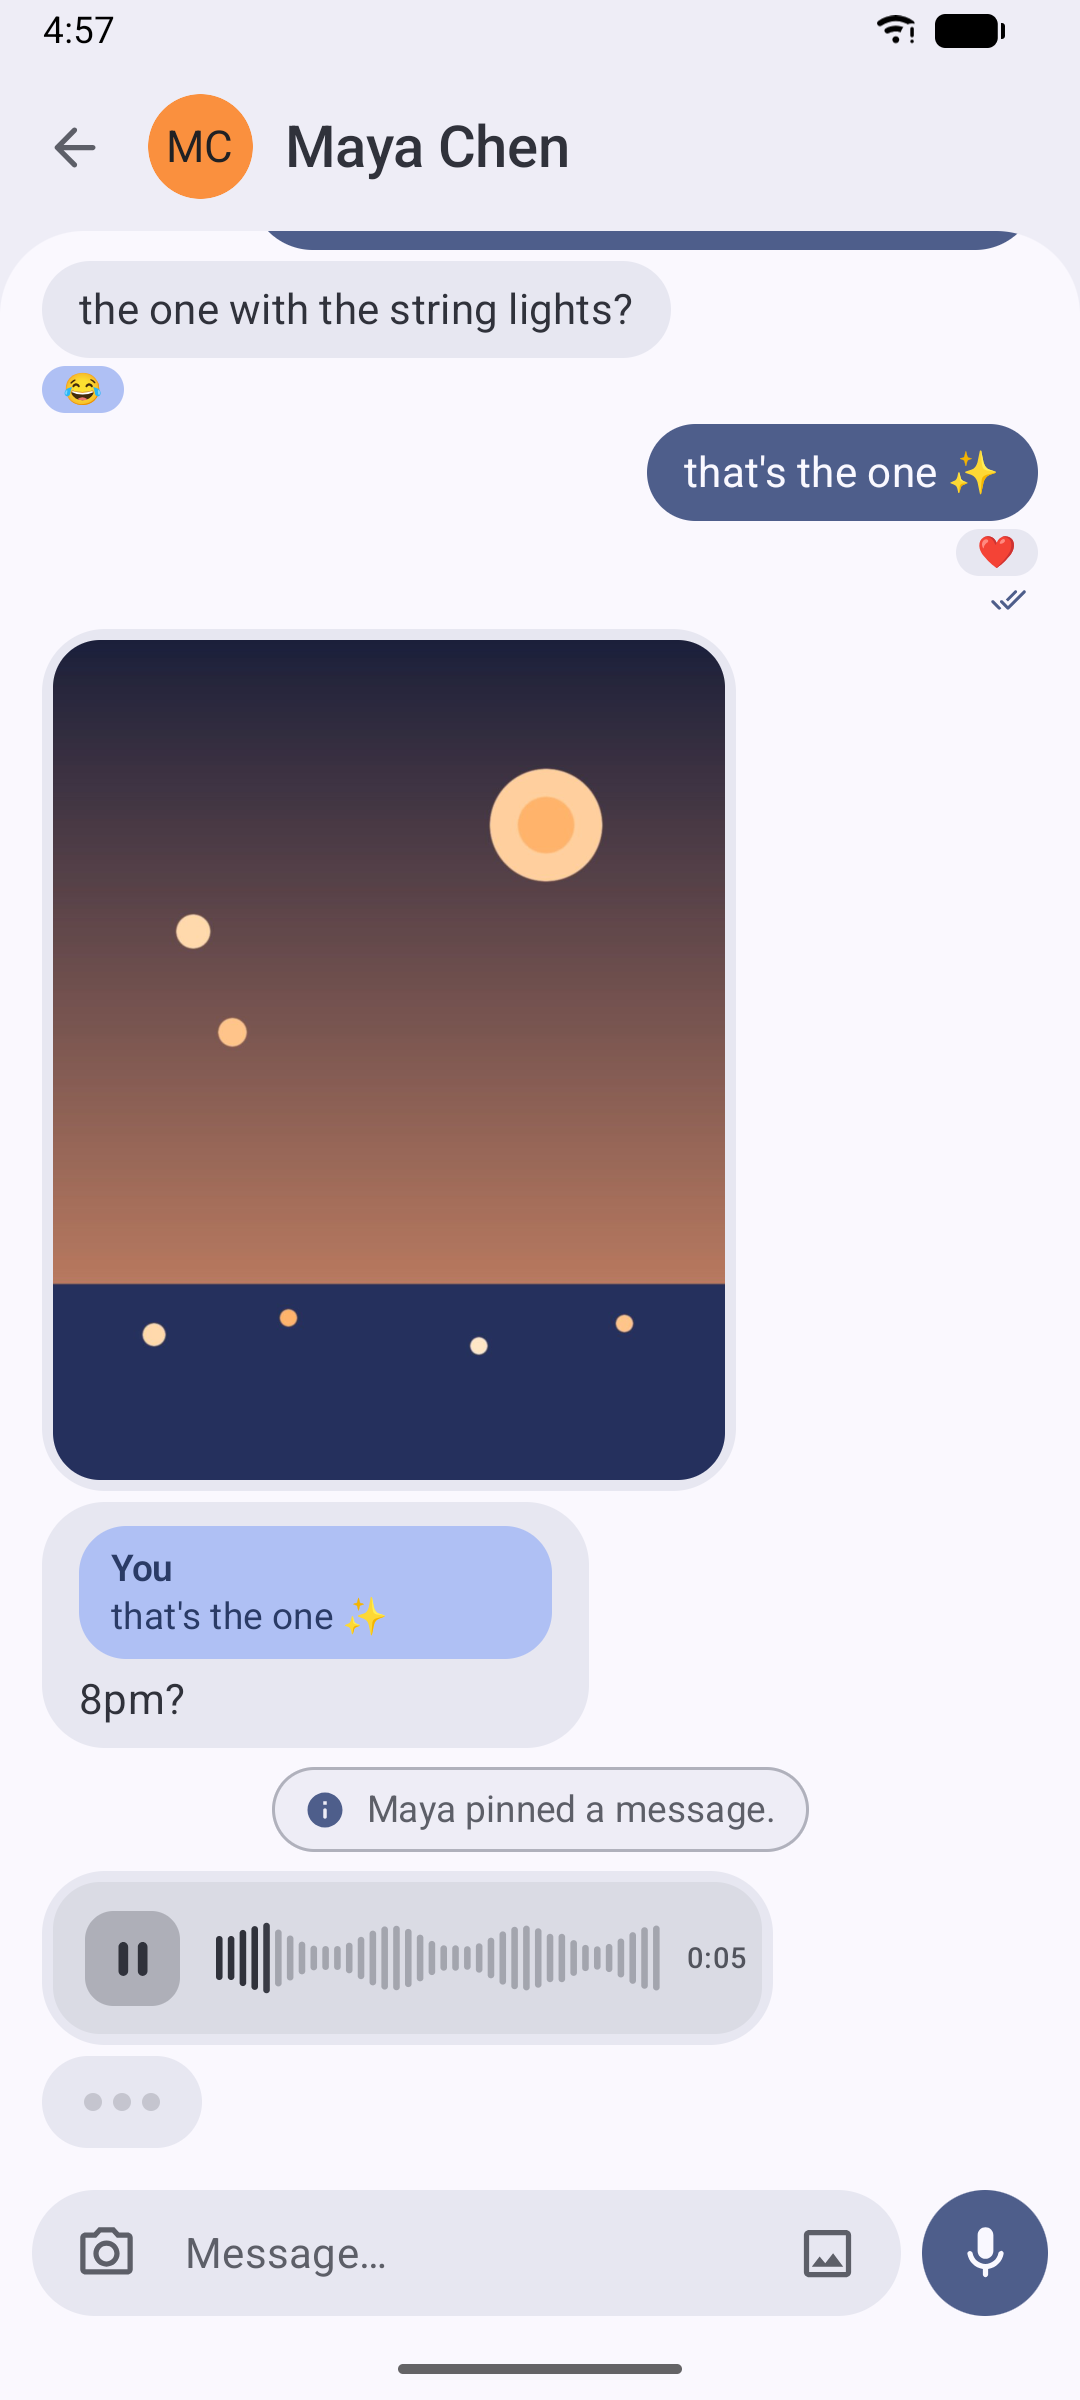 4:57
MC
Maya Chen
the one with the string lights?
😂
that's the one ✨
❤️
You
that's the one ✨
8pm?
Maya pinned a message.
0:05
Message…